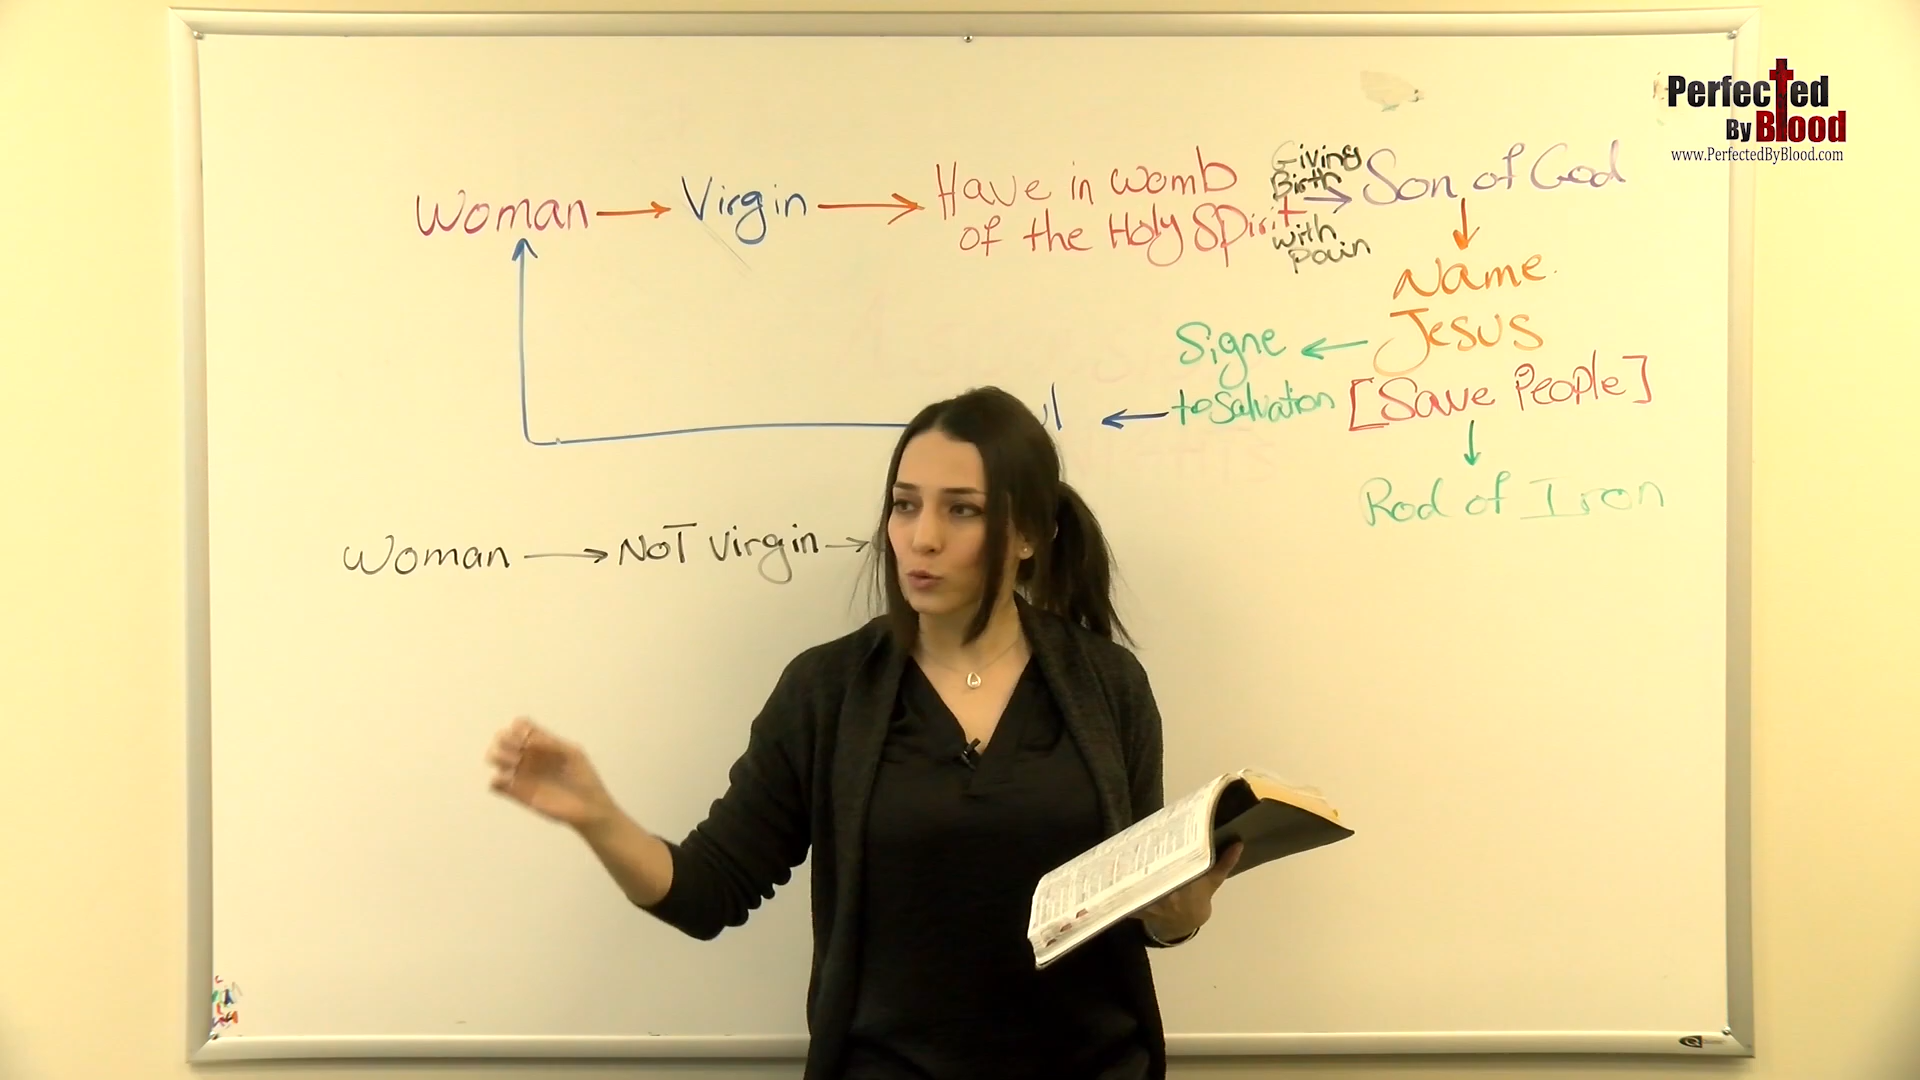 Perfected
By Blood
www.PerfectedByBlood.com
Woman → Virgin → Have in womb
of the Holy Spirit
Giving
Birth
with
Pain
→ Son of God
↓
Name
Jesus
[Save People]
← Signe
← to Salvation
↓
Rod of Iron
Woman → NOT Virgin →